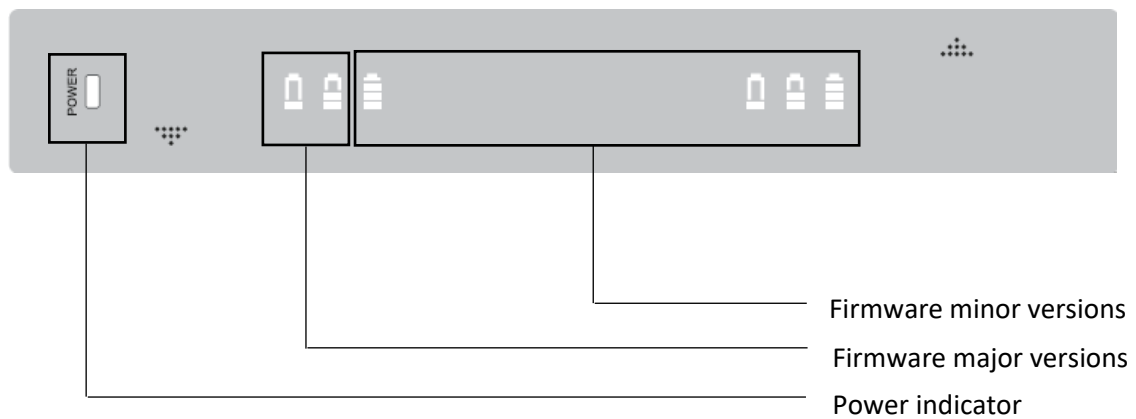 POWER
Firmware minor versions
Firmware major versions
Power indicator